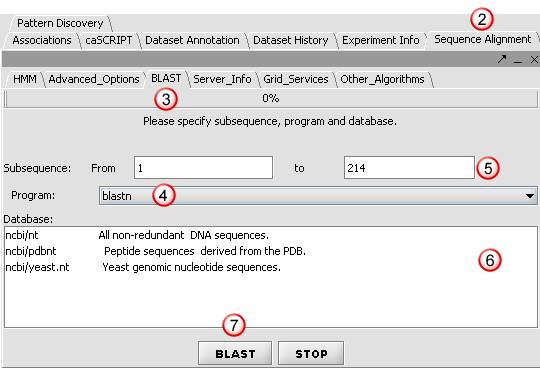 Pattern Discovery
2
Associations caSCRIPT Dataset Annotation Dataset History Experiment Info Sequence Alignment
HMM Advanced_Options BLAST Server_Info Grid_Services Other_Algorithms
3
0%
Please specify subsequence, program and database.
Subsequence: From 1 to 214 5
Program: blastn 4
Database:
ncbi/nt All non-redundant DNA sequences.
ncbi/pdbnt Peptide sequences derived from the PDB.
ncbi/yeast.nt Yeast genomic nucleotide sequences.
6
7
BLAST STOP